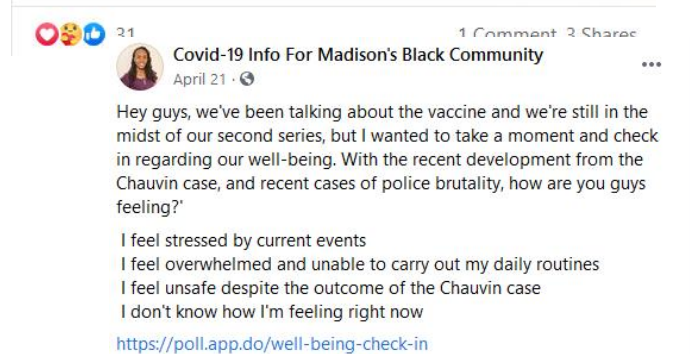 31
1 Comment 3 Shares
Covid-19 Info For Madison's Black Community
April 21 ·
Hey guys, we've been talking about the vaccine and we're still in the
midst of our second series, but I wanted to take a moment and check
in regarding our well-being. With the recent development from the
Chauvin case, and recent cases of police brutality, how are you guys
feeling?'
I feel stressed by current events
I feel overwhelmed and unable to carry out my daily routines
I feel unsafe despite the outcome of the Chauvin case
I don't know how I'm feeling right now
https://poll.app.do/well-being-check-in